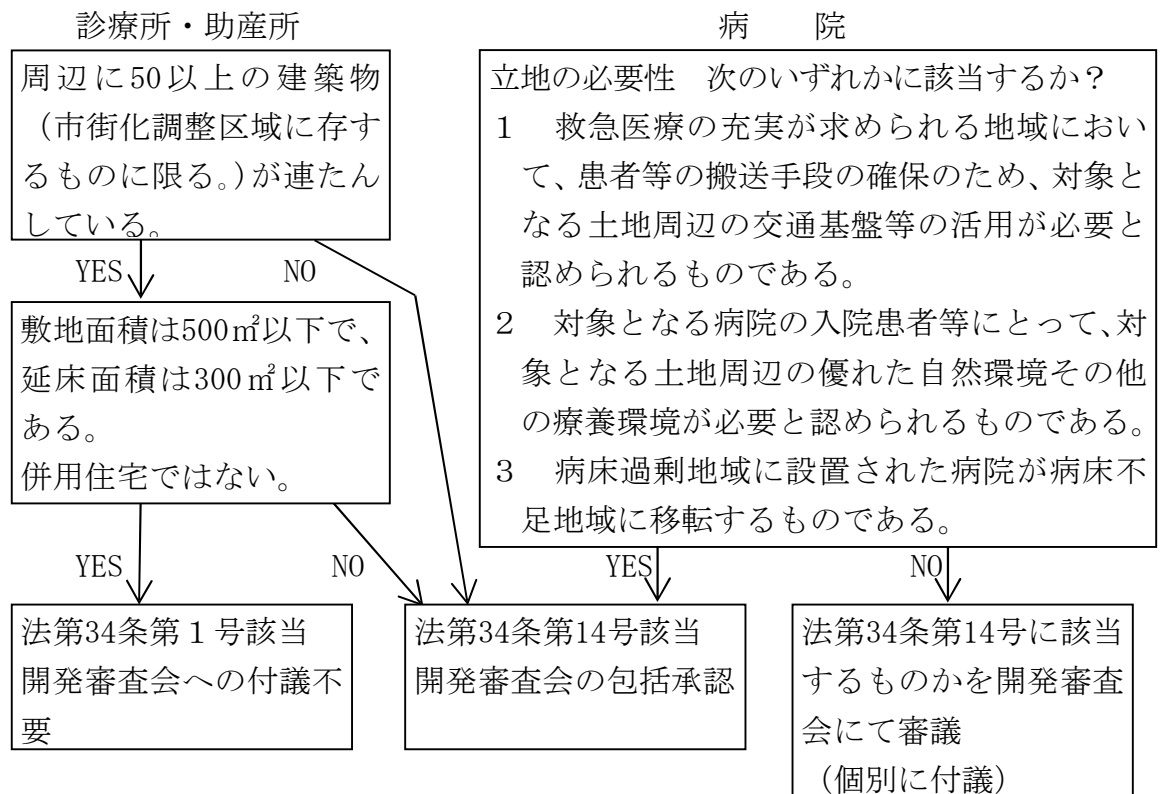 診療所・助産所
周辺に50以上の建築物
（市街化調整区域に存す
るものに限る。）が連たん
している。
YES
NO
敷地面積は500㎡以下で、
延床面積は300㎡以下で
ある。
併用住宅ではない。
YES
NO
法第34条第１号該当
開発審査会への付議不
要
病　　院
立地の必要性　次のいずれかに該当するか？
１　救急医療の充実が求められる地域におい
て、患者等の搬送手段の確保のため、対象と
なる土地周辺の交通基盤等の活用が必要と
認められるものである。
２　対象となる病院の入院患者等にとって、対
象となる土地周辺の優れた自然環境その他
の療養環境が必要と認められるものである。
３　病床過剰地域に設置された病院が病床不
足地域に移転するものである。
YES
NO
法第34条第14号該当
開発審査会の包括承認
法第34条第14号に該当
するものかを開発審査
会にて審議
（個別に付議）